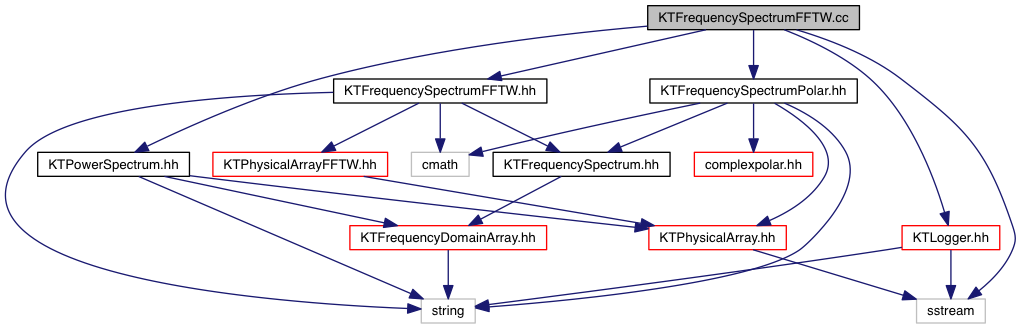 KTFrequencySpectrumFFTW.cc
KTFrequencySpectrumFFTW.hh
KTFrequencySpectrumPolar.hh
KTPowerSpectrum.hh
KTPhysicalArrayFFTW.hh
cmath
KTFrequencySpectrum.hh
complexpolar.hh
KTFrequencyDomainArray.hh
KTPhysicalArray.hh
KTLogger.hh
string
sstream